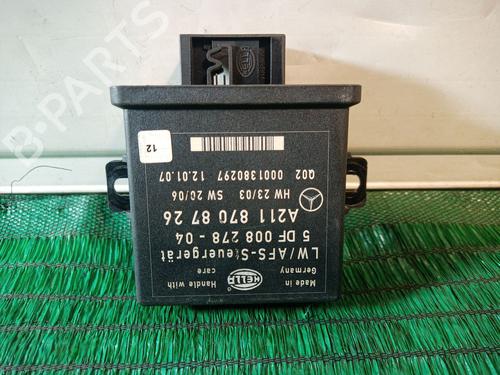 Made in
Germany
HELLA
®
Handle with
care
LW/AFS-Steuergerät
5 DF 008 278 - 04
A211 870 87 26
HW 23/03 SW 20/06
Q02 0001380297 12.01.07
12
HELLA
B-PARTS